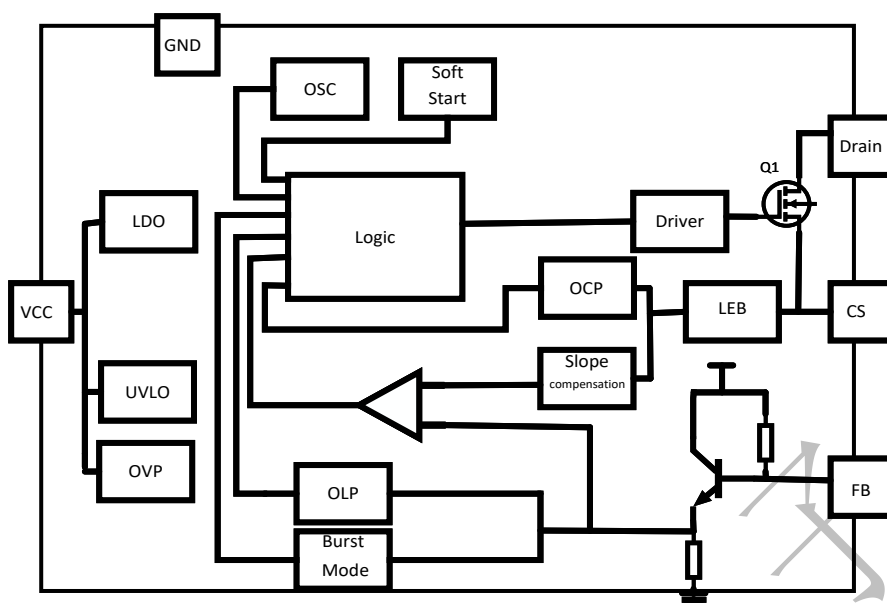 GND
OSC
Soft
Start
Drain
Q1
LDO
Logic
Driver
VCC
OCP
LEB
CS
Slope
compensation
UVLO
OVP
OLP
FB
Burst
Mode